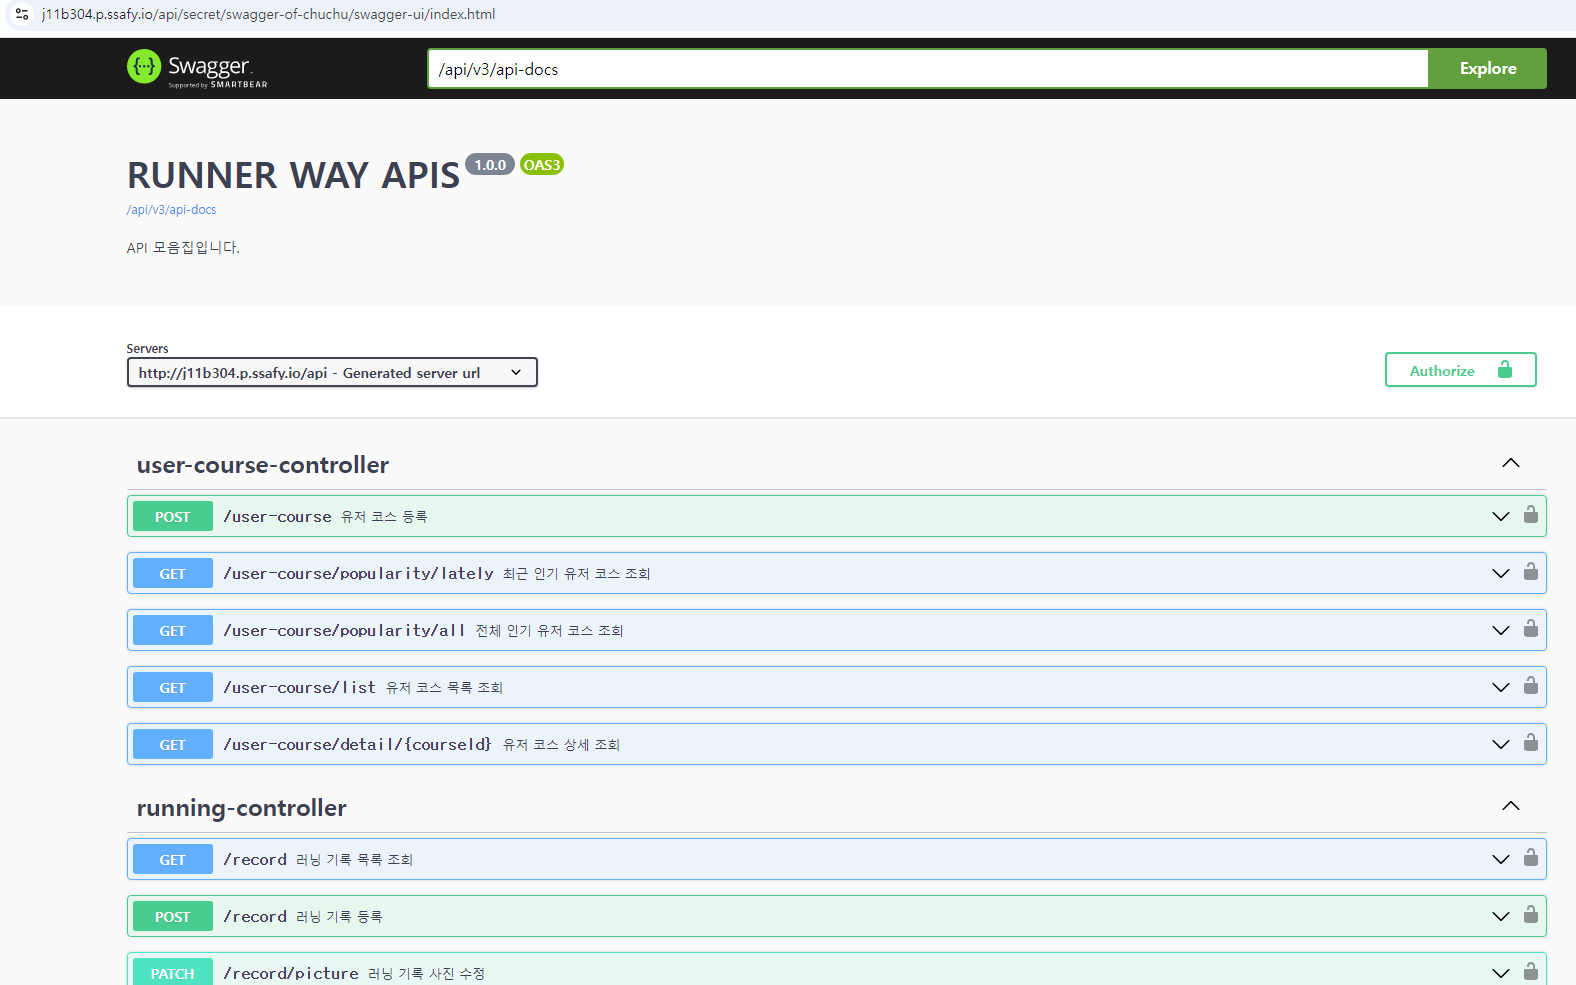 j11b304.p.ssafy.io/api/secret/swagger-of-chuchu/swagger-ui/index.html
Swagger
Supported by SMARTBEAR
/api/v3/api-docs
Explore
RUNNER WAY APIS 1.0.0 OAS3
/api/v3/api-docs
API 모음집입니다.
Servers
http://j11b304.p.ssafy.io/api - Generated server url
Authorize
user-course-controller
POST /user-course 유저 코스 등록
GET /user-course/popularity/lately 최근 인기 유저 코스 조회
GET /user-course/popularity/all 전체 인기 유저 코스 조회
GET /user-course/list 유저 코스 목록 조회
GET /user-course/detail/{courseId} 유저 코스 상세 조회
running-controller
GET /record 러닝 기록 목록 조회
POST /record 러닝 기록 등록
PATCH /record/picture 러닝 기록 사진 수정